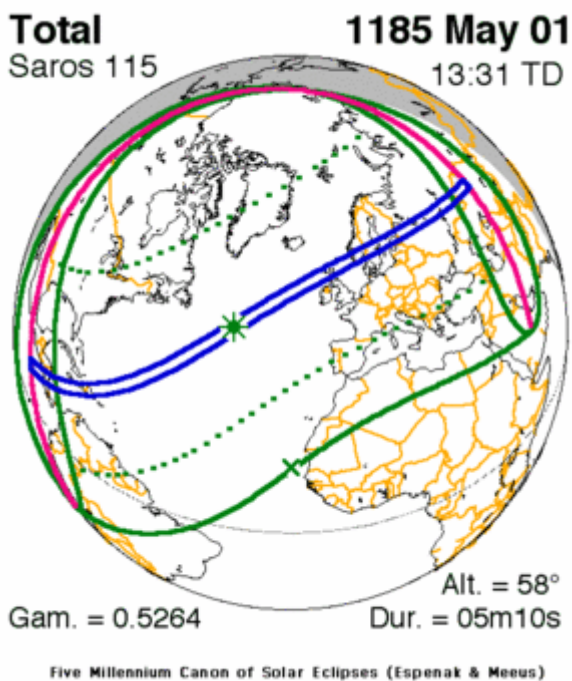 Total 1185 May 01
Saros 115 13:31 TD
Alt. = 58°
Gam. = 0.5264 Dur. = 05m10s
Five Millennium Canon of Solar Eclipses (Espenak & Meeus)